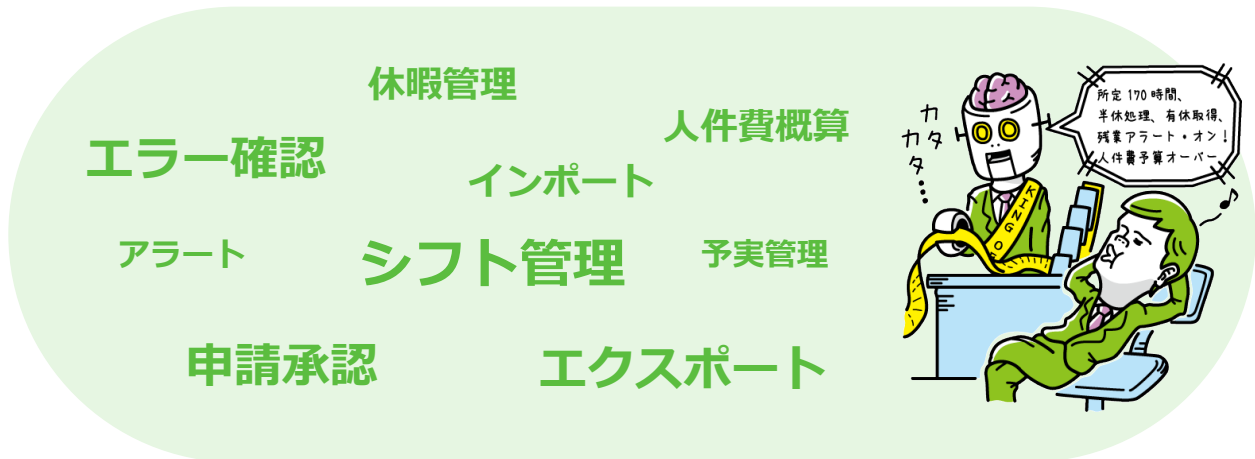 休暇管理
人件費概算
エラー確認
インポート
アラート
シフト管理
予実管理
申請承認
エクスポート
カタ
カタ…
所定170時間、
半休処理、有休取得、
残業アラート・オン!
人件費予算オーバー
KING O